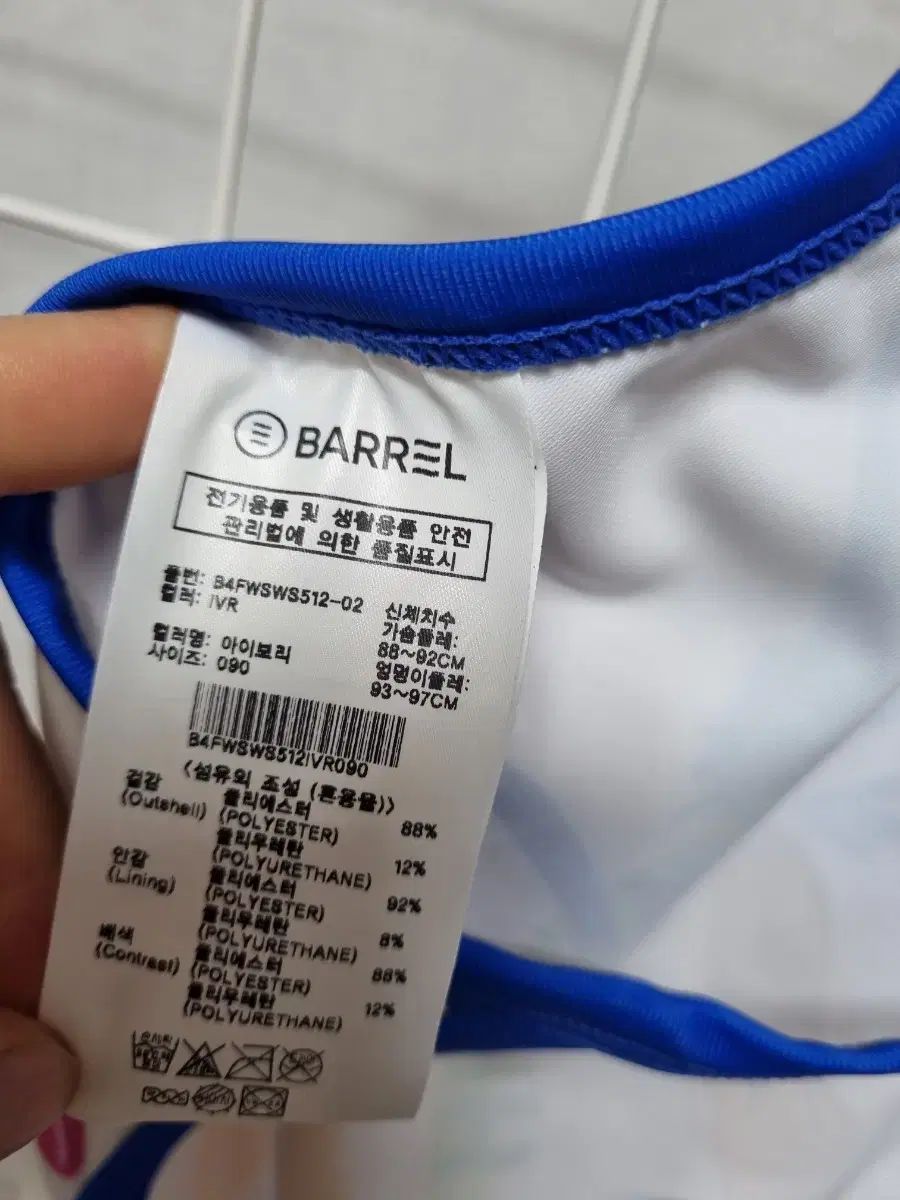 BARREL
전기용품 및 생활용품 안전
관리법에 의한 품질표시
품번: B4FWSWS512-02
컬러: IVR
컬러명: 아이보리
사이즈: 090
신체치수
가슴둘레:
88~92CM
엉덩이둘레:
93~97CM
B4FWSWS512IVR090
<섬유의 조성 (혼용율)>
겉감 폴리에스터
(Outshell) (POLYESTER) 88%
폴리우레탄
(POLYURETHANE) 12%
안감 폴리에스터
(Lining) (POLYESTER) 92%
폴리우레탄
(POLYURETHANE) 8%
배색 폴리에스터
(Contrast) (POLYESTER) 88%
폴리우레탄
(POLYURETHANE) 12%
손세탁